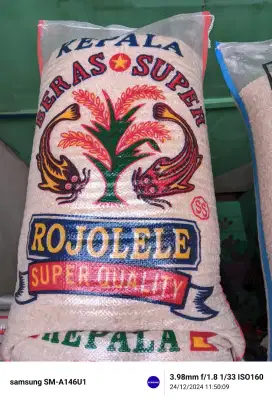 KEPALA
BERAS ★ SUPER
ROJOLELE
SUPER QUALITY
KEPALA
samsung SM-A146U1
3.98mm f/1.8 1/33 ISO160
24/12/2024 11:50:09